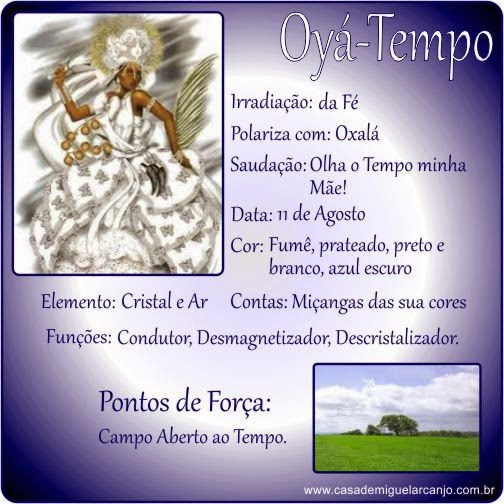 Oyá-Tempo
Irradiação: da Fé
Polariza com: Oxalá
Saudação: Olha o Tempo minha
Mãe!
Data: 11 de Agosto
Cor: Fumê, prateado, preto e
branco, azul escuro
Elemento: Cristal e Ar
Contas: Miçangas das sua cores
Funções: Condutor, Desmagnetizador, Descristalizador.
Pontos de Força:
Campo Aberto ao Tempo.
www.casademiguelarcanjo.com.br